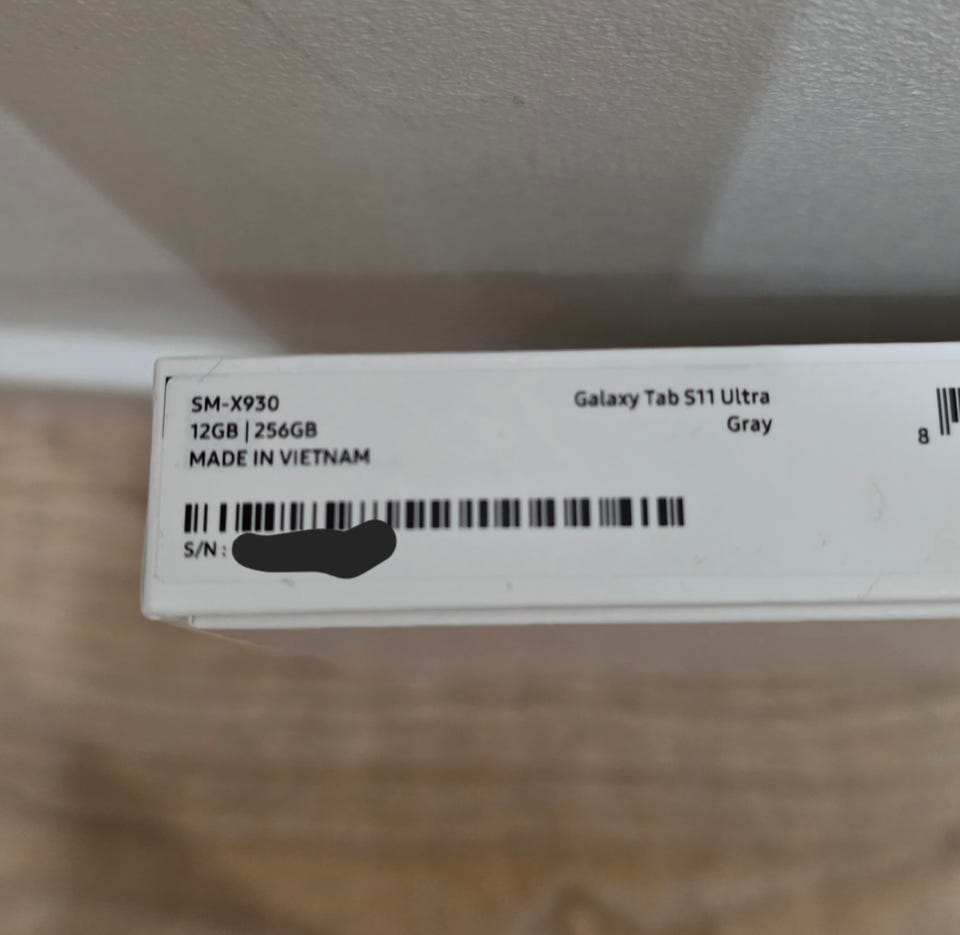 SM-X930
12GB | 256GB
MADE IN VIETNAM
Galaxy Tab S11 Ultra
Gray
8
S/N :